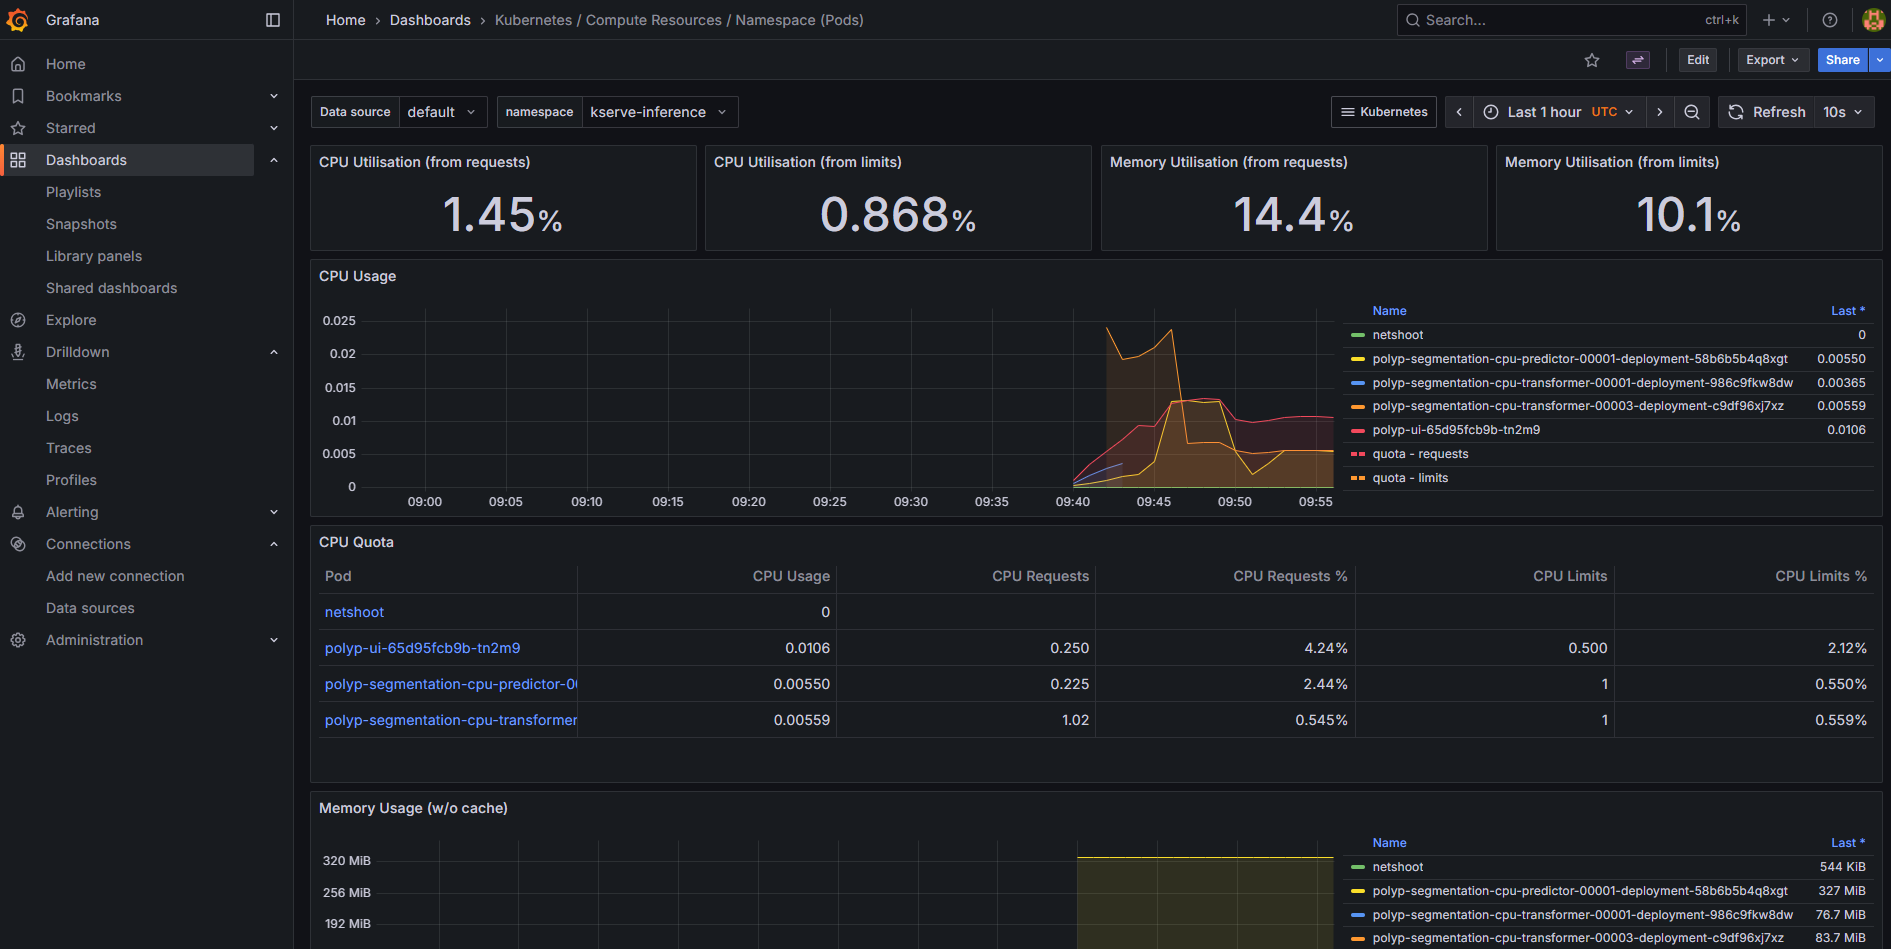 Grafana
Home › Dashboards › Kubernetes / Compute Resources / Namespace (Pods)
Search... ctrl+k
Edit Export Share
Home
Bookmarks
Starred
Dashboards
Playlists
Snapshots
Library panels
Shared dashboards
Explore
Drilldown
Metrics
Logs
Traces
Profiles
Alerting
Connections
Add new connection
Data sources
Administration
Data source default namespace kserve-inference
Kubernetes Last 1 hour UTC Refresh 10s
CPU Utilisation (from requests)
1.45%
CPU Utilisation (from limits)
0.868%
Memory Utilisation (from requests)
14.4%
Memory Utilisation (from limits)
10.1%
CPU Usage
0.025
0.02
0.015
0.01
0.005
0
09:00 09:05 09:10 09:15 09:20 09:25 09:30 09:35 09:40 09:45 09:50 09:55
Name Last *
netshoot 0
polyp-segmentation-cpu-predictor-00001-deployment-58b6b5b4q8xgt 0.00550
polyp-segmentation-cpu-transformer-00001-deployment-986c9fkw8dw 0.00365
polyp-segmentation-cpu-transformer-00003-deployment-c9df96xj7xz 0.00559
polyp-ui-65d95fcb9b-tn2m9 0.0106
quota - requests
quota - limits
CPU Quota
Pod CPU Usage CPU Requests CPU Requests % CPU Limits CPU Limits %
netshoot 0
polyp-ui-65d95fcb9b-tn2m9 0.0106 0.250 4.24% 0.500 2.12%
polyp-segmentation-cpu-predictor-00 0.00550 0.225 2.44% 1 0.550%
polyp-segmentation-cpu-transformer 0.00559 1.02 0.545% 1 0.559%
Memory Usage (w/o cache)
320 MiB
256 MiB
192 MiB
Name Last *
netshoot 544 KiB
polyp-segmentation-cpu-predictor-00001-deployment-58b6b5b4q8xgt 327 MiB
polyp-segmentation-cpu-transformer-00001-deployment-986c9fkw8dw 76.7 MiB
polyp-segmentation-cpu-transformer-00003-deployment-c9df96xj7xz 83.7 MiB